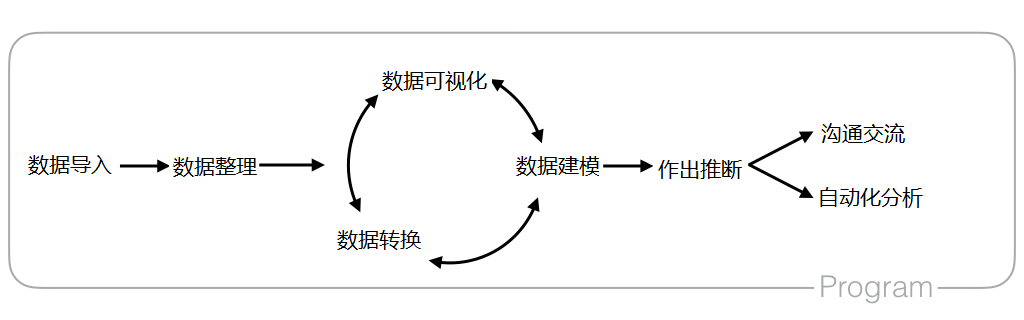 数据导入
数据整理
数据可视化
数据转换
数据建模
作出推断
沟通交流
自动化分析
Program